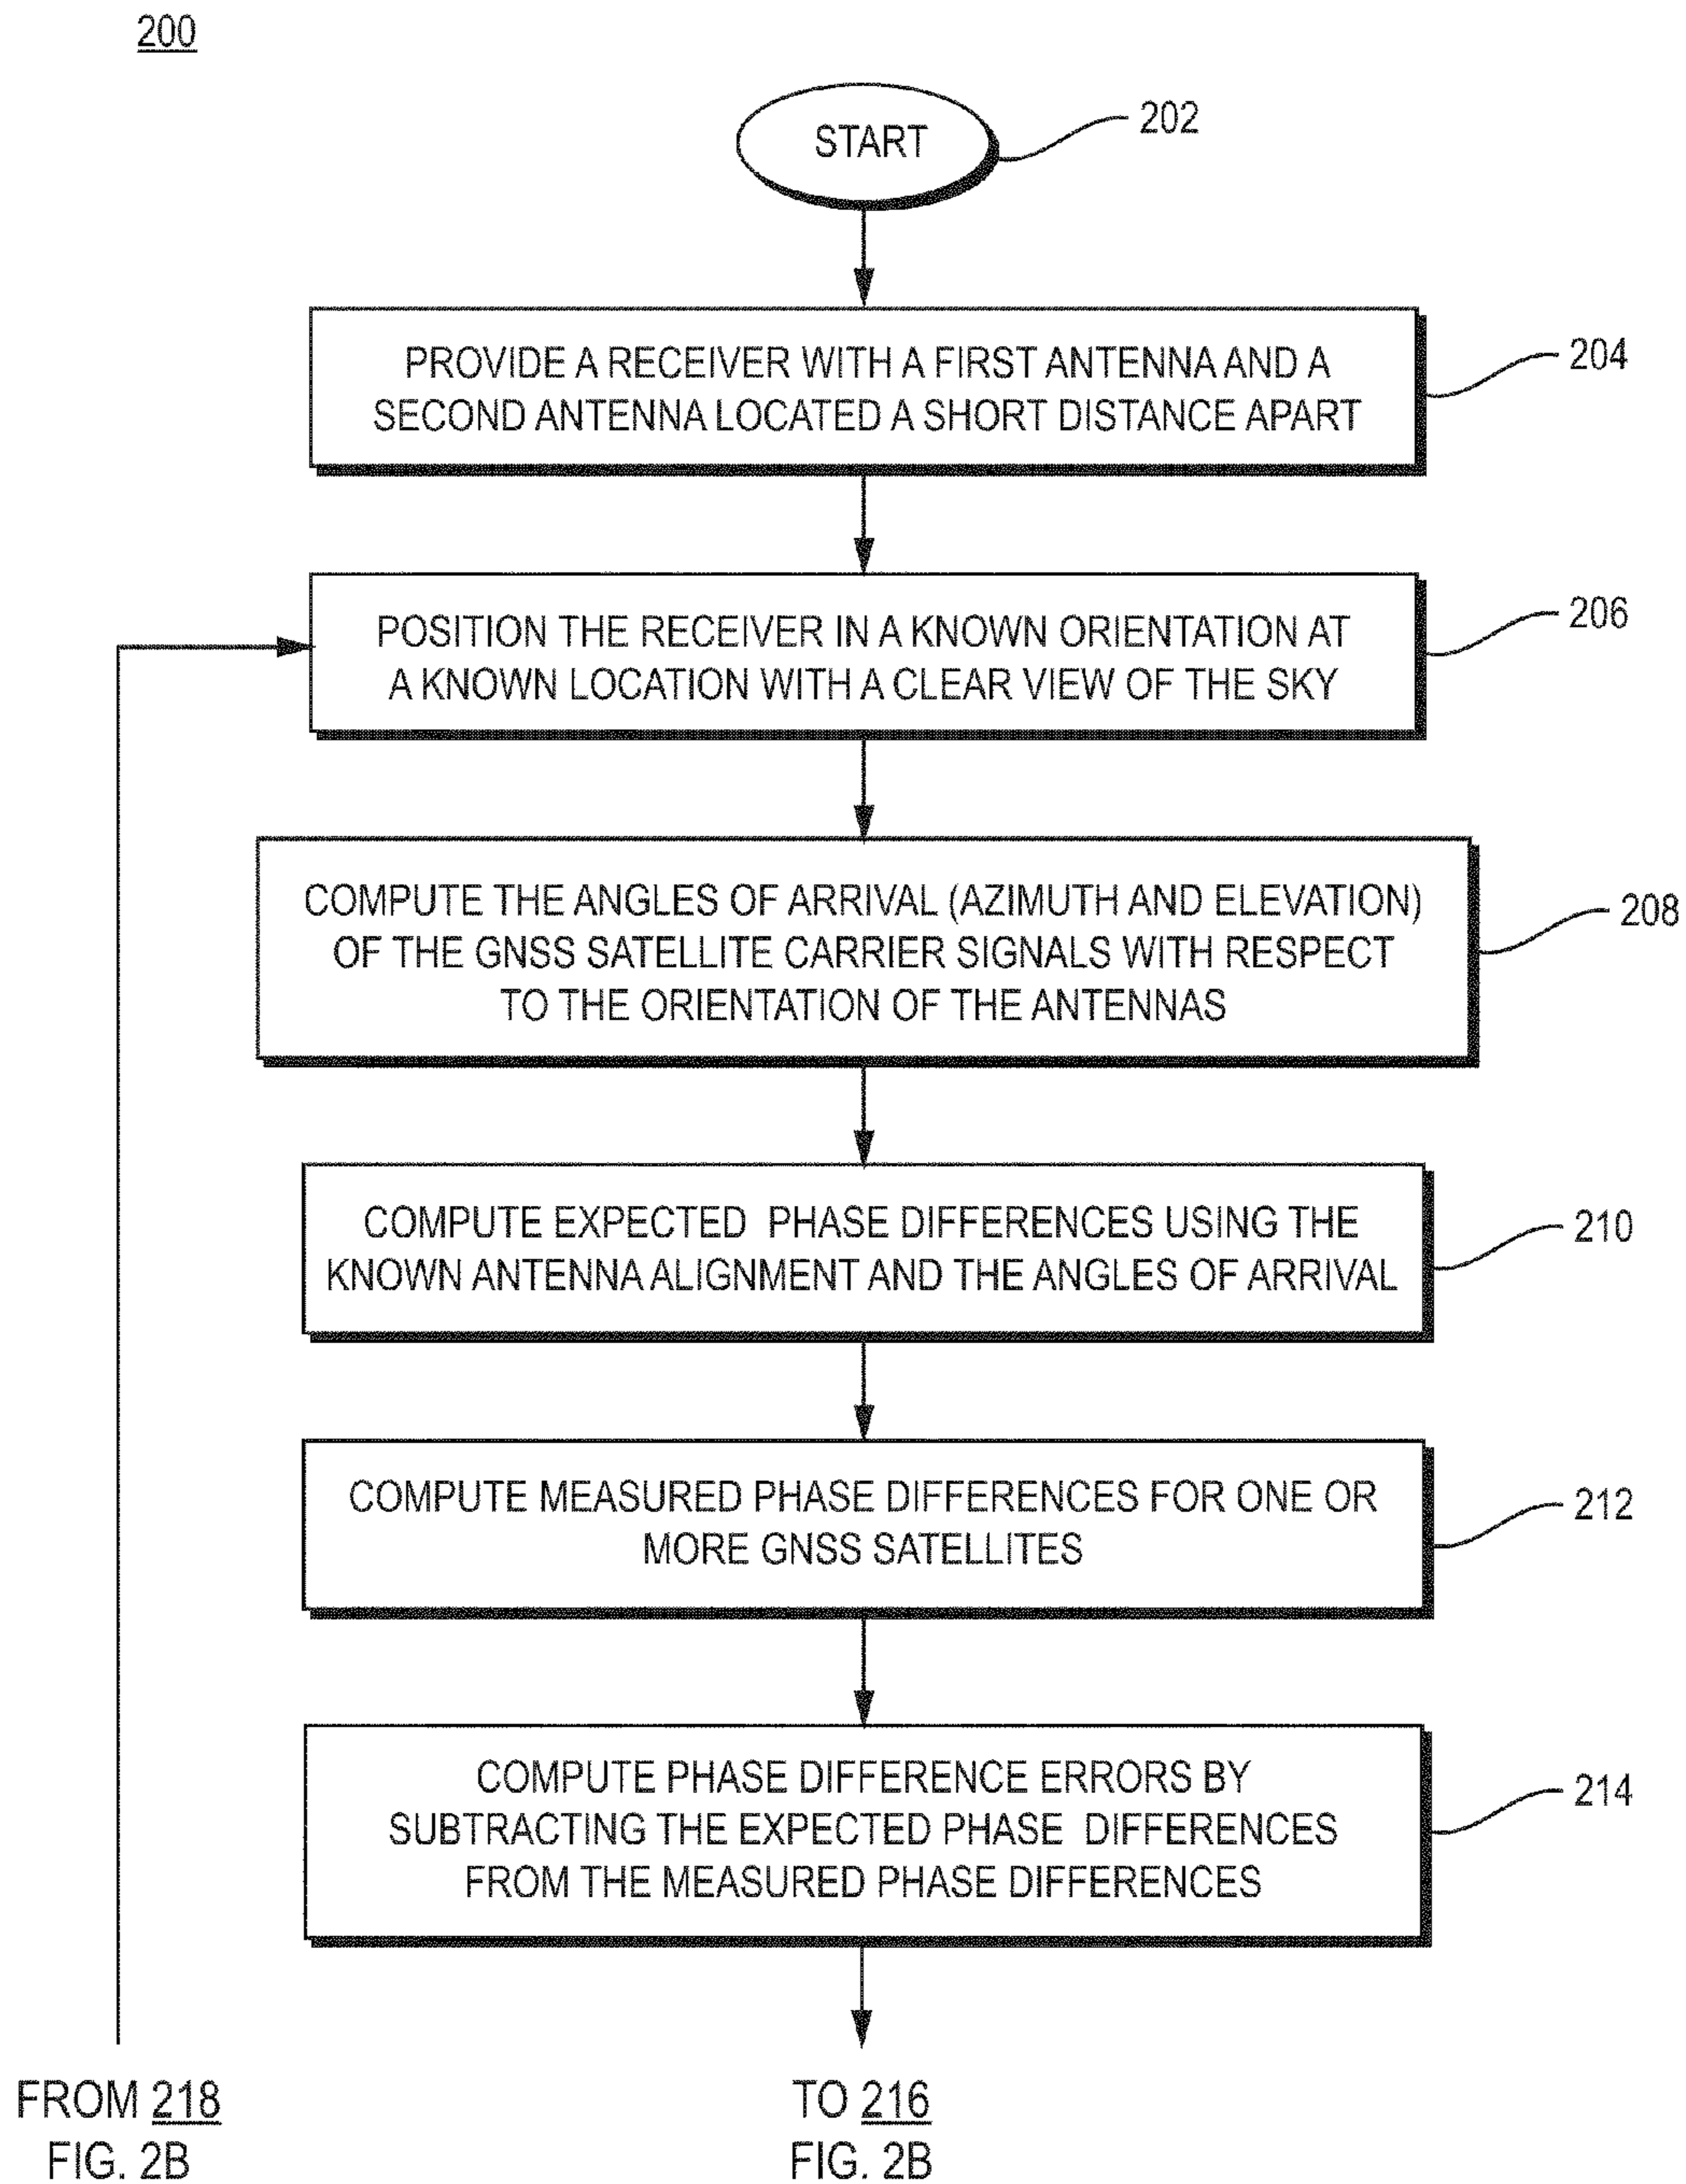 200
START
202
PROVIDE A RECEIVER WITH A FIRST ANTENNA AND A
SECOND ANTENNA LOCATED A SHORT DISTANCE APART
204
POSITION THE RECEIVER IN A KNOWN ORIENTATION AT
A KNOWN LOCATION WITH A CLEAR VIEW OF THE SKY
206
COMPUTE THE ANGLES OF ARRIVAL (AZIMUTH AND ELEVATION)
OF THE GNSS SATELLITE CARRIER SIGNALS WITH RESPECT
TO THE ORIENTATION OF THE ANTENNAS
208
COMPUTE EXPECTED PHASE DIFFERENCES USING THE
KNOWN ANTENNA ALIGNMENT AND THE ANGLES OF ARRIVAL
210
COMPUTE MEASURED PHASE DIFFERENCES FOR ONE OR
MORE GNSS SATELLITES
212
COMPUTE PHASE DIFFERENCE ERRORS BY
SUBTRACTING THE EXPECTED PHASE DIFFERENCES
FROM THE MEASURED PHASE DIFFERENCES
214
FROM 218
FIG. 2B
TO 216
FIG. 2B